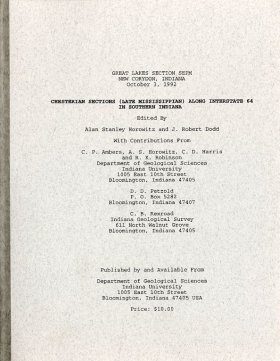 GREAT LAKES SECTION SEPM
NEW CORYDON, INDIANA
October 3, 1992
CHESTERIAN SECTIONS (LATE MISSISSIPPIAN) ALONG INTERSTATE 64
IN SOUTHERN INDIANA
Edited By
Alan Stanley Horowitz and J. Robert Dodd
With Contributions From
C. P. Ambers, A. S. Horowitz, C. D. Harris
and R. X. Robinson
Department of Geological Sciences
Indiana University
1005 East 10th Street
Bloomington, Indiana 47405
D. D. Petzold
P. O. Box 5282
Bloomington, Indiana 47407
C. B. Rexroad
Indiana Geological Survey
611 North Walnut Grove
Bloomington, Indiana 47405
Published by and Available From
Department of Geological Sciences
Indiana University
1005 East 10th Street
Bloomington, Indiana 47405 USA
Price: $10.00